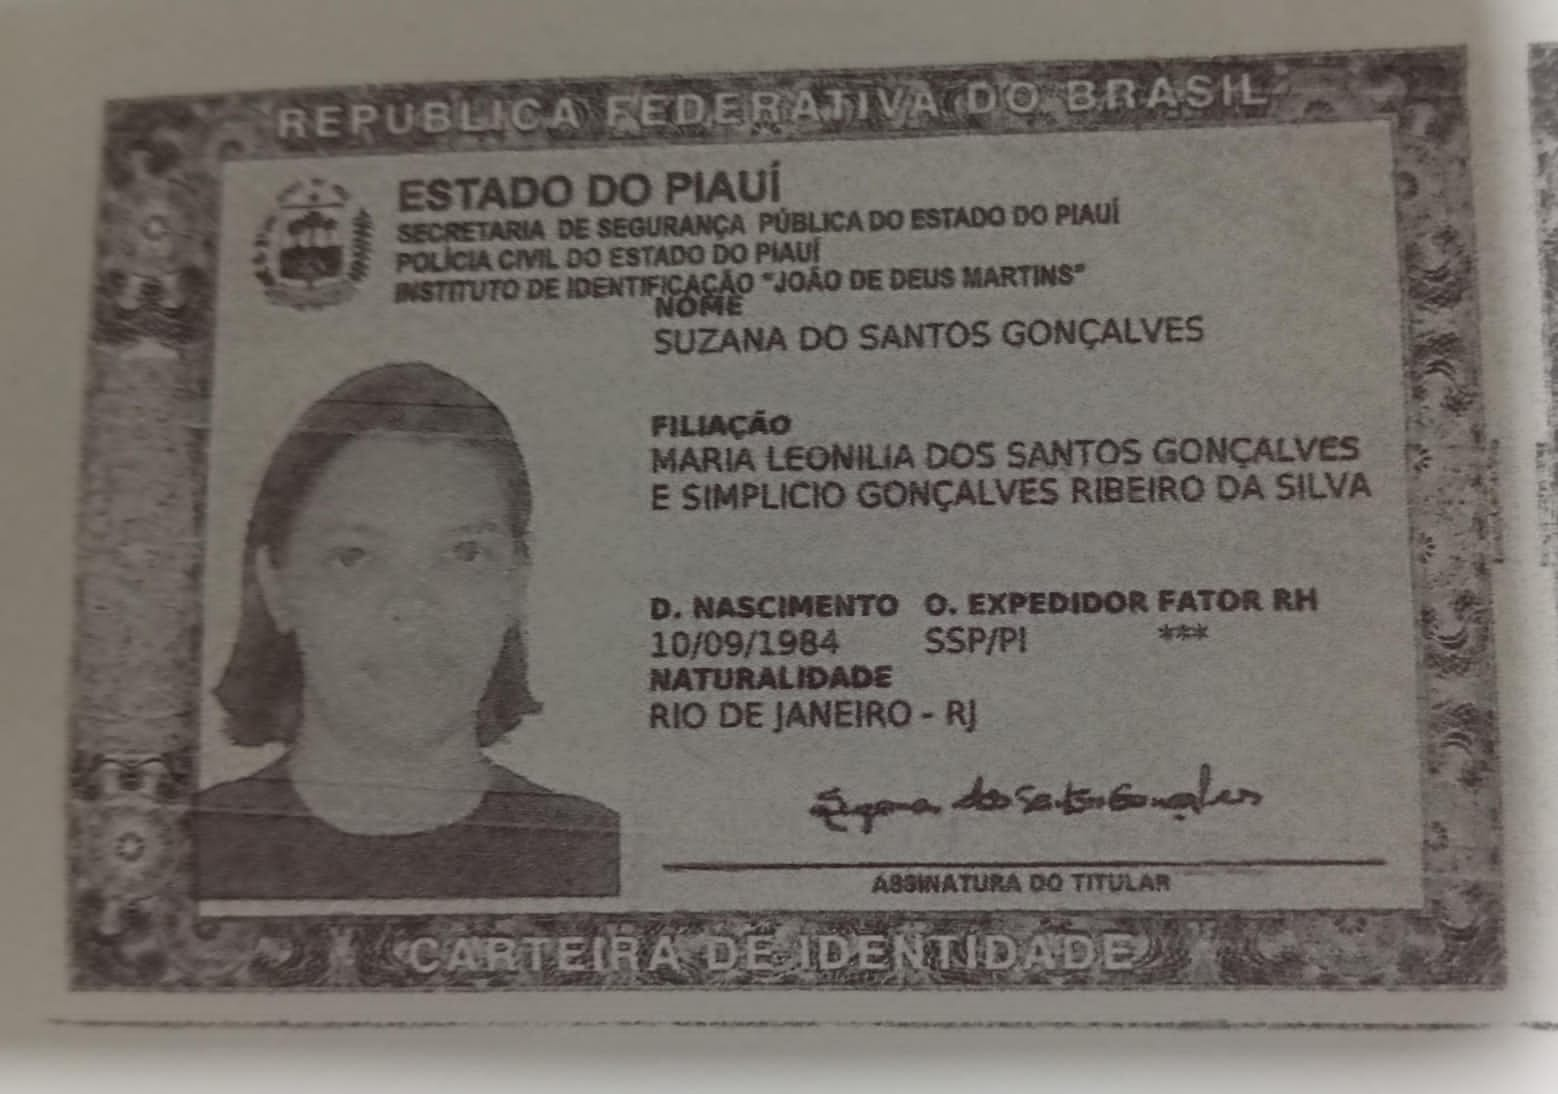 REPUBLICA FEDERATIVA DO BRASIL
ESTADO DO PIAUÍ
SECRETARIA DE SEGURANÇA PÚBLICA DO ESTADO DO PIAUÍ
POLÍCIA CIVIL DO ESTADO DO PIAUÍ
INSTITUTO DE IDENTIFICAÇÃO "JOÃO DE DEUS MARTINS"
NOME
SUZANA DO SANTOS GONÇALVES
FILIAÇÃO
MARIA LEONILIA DOS SANTOS GONÇALVES
E SIMPLICIO GONÇALVES RIBEIRO DA SILVA
D. NASCIMENTO O. EXPEDIDOR FATOR RH
10/09/1984 SSP/PI ***
NATURALIDADE
RIO DE JANEIRO - RJ
Suzana dos Santos Gonçalves
ASSINATURA DO TITULAR
CARTEIRA DE IDENTIDADE